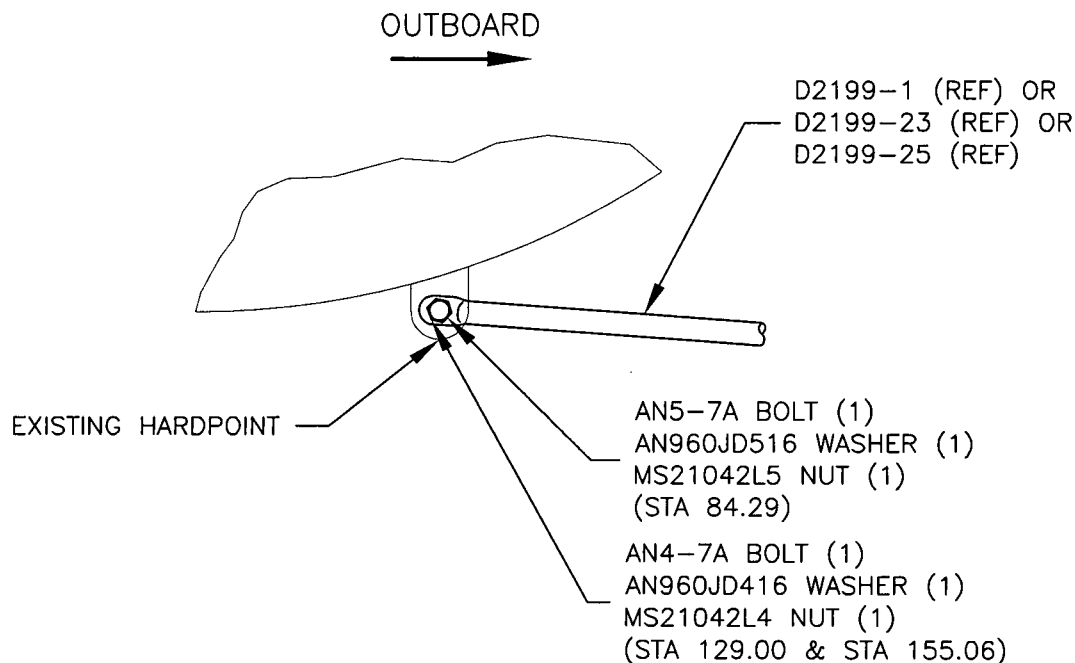 OUTBOARD
D2199-1 (REF) OR
D2199-23 (REF) OR
D2199-25 (REF)
EXISTING HARDPOINT
AN5-7A BOLT (1)
AN960JD516 WASHER (1)
MS21042L5 NUT (1)
(STA 84.29)
AN4-7A BOLT (1)
AN960JD416 WASHER (1)
MS21042L4 NUT (1)
(STA 129.00 & STA 155.06)